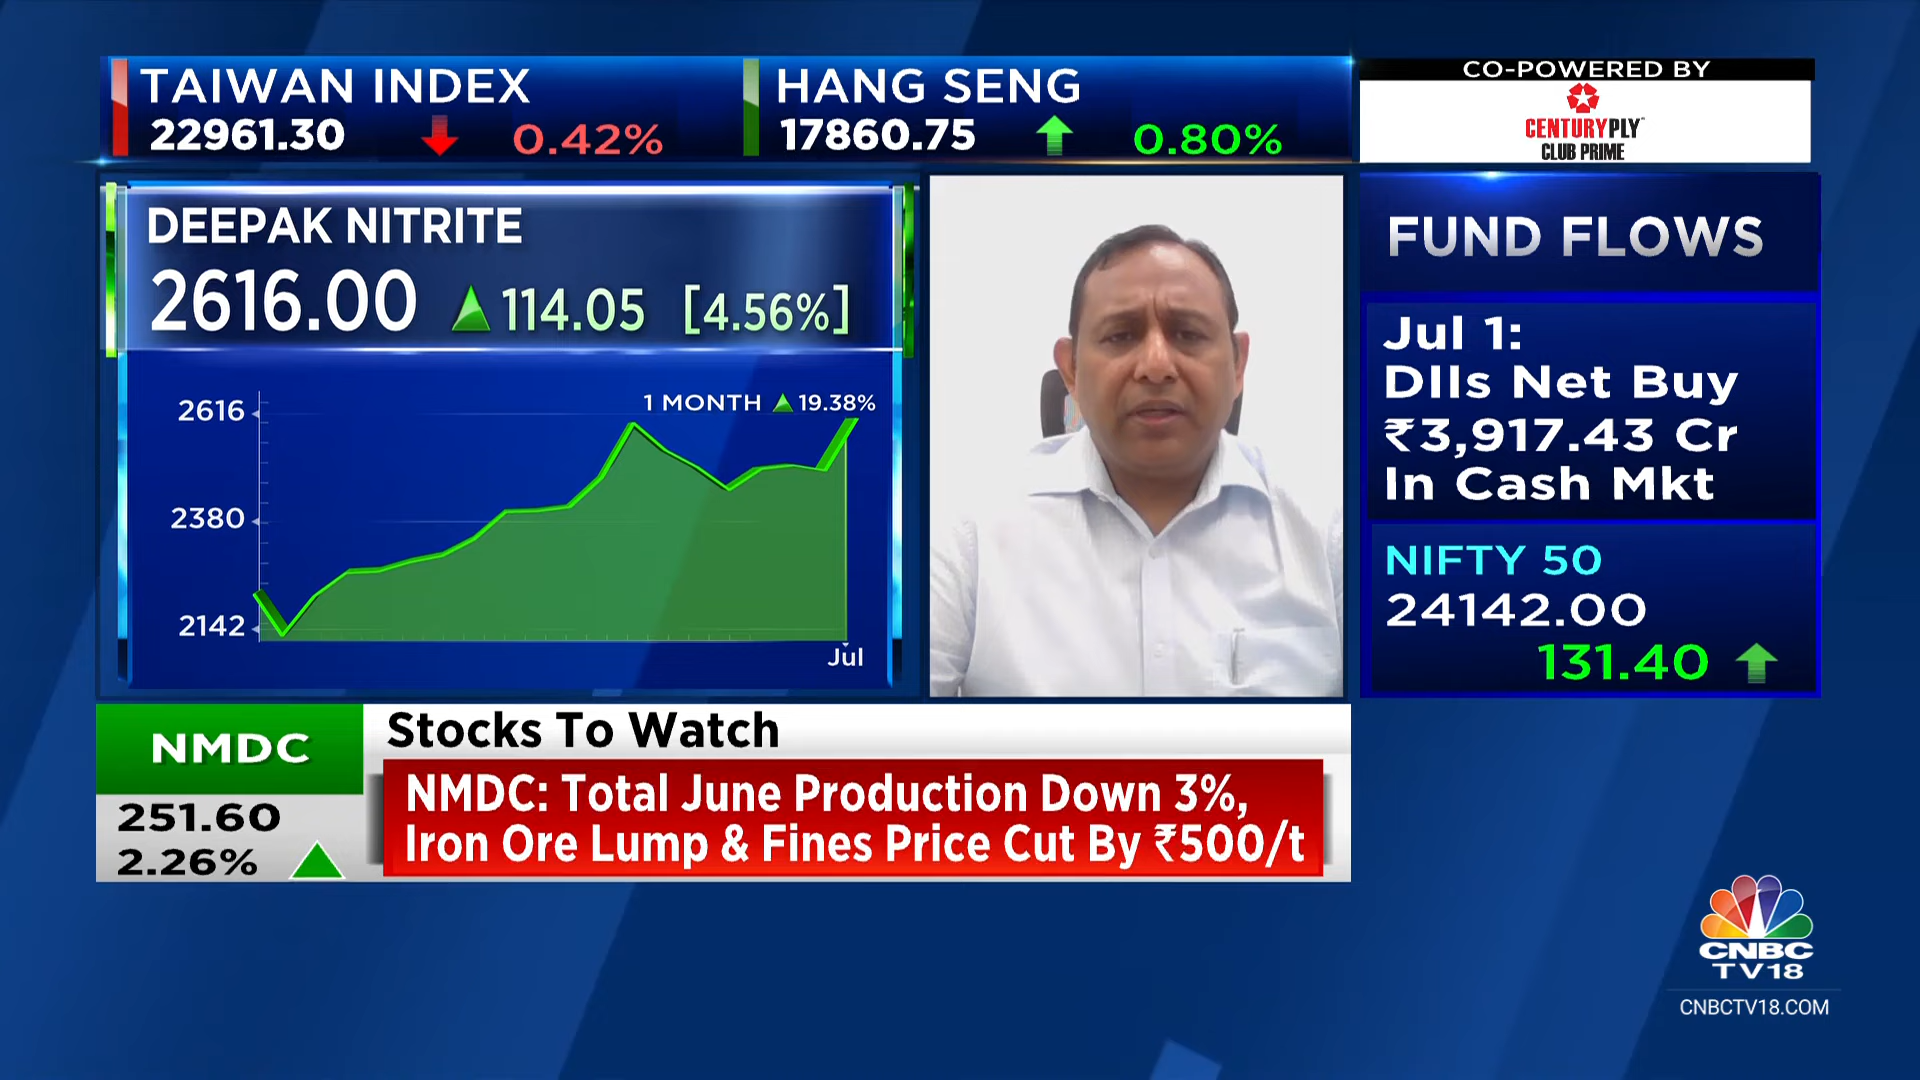 TAIWAN INDEX
22961.30 0.42%
HANG SENG
17860.75 0.80%
CO-POWERED BY
CENTURYPLY
CLUB PRIME
DEEPAK NITRITE
2616.00 114.05 [4.56%]
1 MONTH 19.38%
2616
2380
2142
Jul
FUND FLOWS
Jul 1:
DIIs Net Buy
₹3,917.43 Cr
In Cash Mkt
NIFTY 50
24142.00
131.40
NMDC
251.60
2.26%
Stocks To Watch
NMDC: Total June Production Down 3%,
Iron Ore Lump & Fines Price Cut By ₹500/t
CNBC
TV18
CNBCTV18.COM